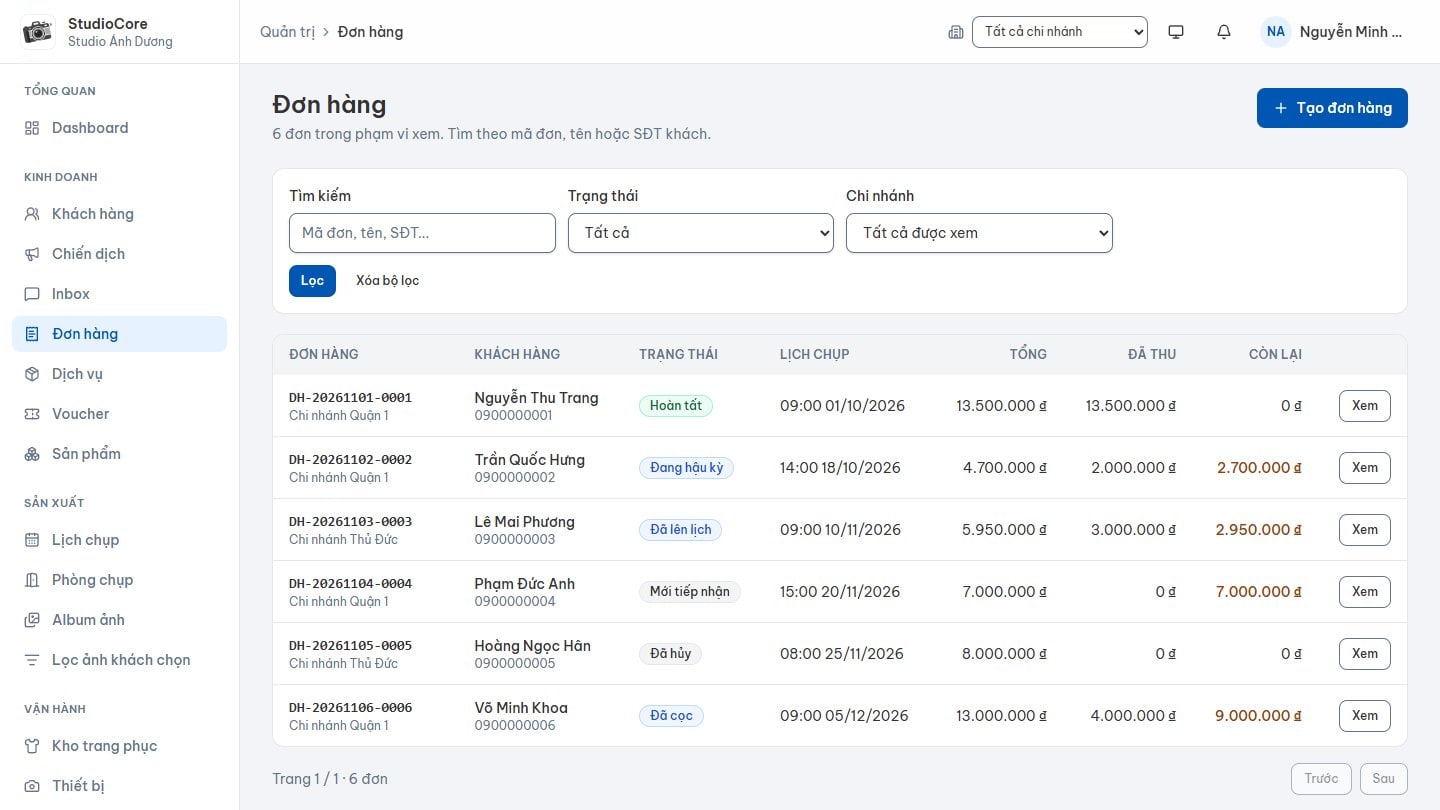 StudioCore
Studio Ánh Dương
Quản trị › Đơn hàng
Tất cả chi nhánh
NA
Nguyễn Minh ...
TỔNG QUAN
Dashboard
KINH DOANH
Khách hàng
Chiến dịch
Inbox
Đơn hàng
Dịch vụ
Voucher
Sản phẩm
SẢN XUẤT
Lịch chụp
Phòng chụp
Album ảnh
Lọc ảnh khách chọn
VẬN HÀNH
Kho trang phục
Thiết bị
Đơn hàng
6 đơn trong phạm vi xem. Tìm theo mã đơn, tên hoặc SĐT khách.
+ Tạo đơn hàng
Tìm kiếm
Trạng thái
Chi nhánh
Mã đơn, tên, SĐT...
Tất cả
Tất cả được xem
Lọc
Xóa bộ lọc
ĐƠN HÀNG KHÁCH HÀNG TRẠNG THÁI LỊCH CHỤP TỔNG ĐÃ THU CÒN LẠI
DH-20261101-0001 Nguyễn Thu Trang Hoàn tất 09:00 01/10/2026 13.500.000 ₫ 13.500.000 ₫ 0 ₫ Xem
Chi nhánh Quận 1 0900000001
DH-20261102-0002 Trần Quốc Hưng Đang hậu kỳ 14:00 18/10/2026 4.700.000 ₫ 2.000.000 ₫ 2.700.000 ₫ Xem
Chi nhánh Quận 1 0900000002
DH-20261103-0003 Lê Mai Phương Đã lên lịch 09:00 10/11/2026 5.950.000 ₫ 3.000.000 ₫ 2.950.000 ₫ Xem
Chi nhánh Thủ Đức 0900000003
DH-20261104-0004 Phạm Đức Anh Mới tiếp nhận 15:00 20/11/2026 7.000.000 ₫ 0 ₫ 7.000.000 ₫ Xem
Chi nhánh Quận 1 0900000004
DH-20261105-0005 Hoàng Ngọc Hân Đã hủy 08:00 25/11/2026 8.000.000 ₫ 0 ₫ 0 ₫ Xem
Chi nhánh Thủ Đức 0900000005
DH-20261106-0006 Võ Minh Khoa Đã cọc 09:00 05/12/2026 13.000.000 ₫ 4.000.000 ₫ 9.000.000 ₫ Xem
Chi nhánh Quận 1 0900000006
Trang 1 / 1 · 6 đơn
Trước
Sau